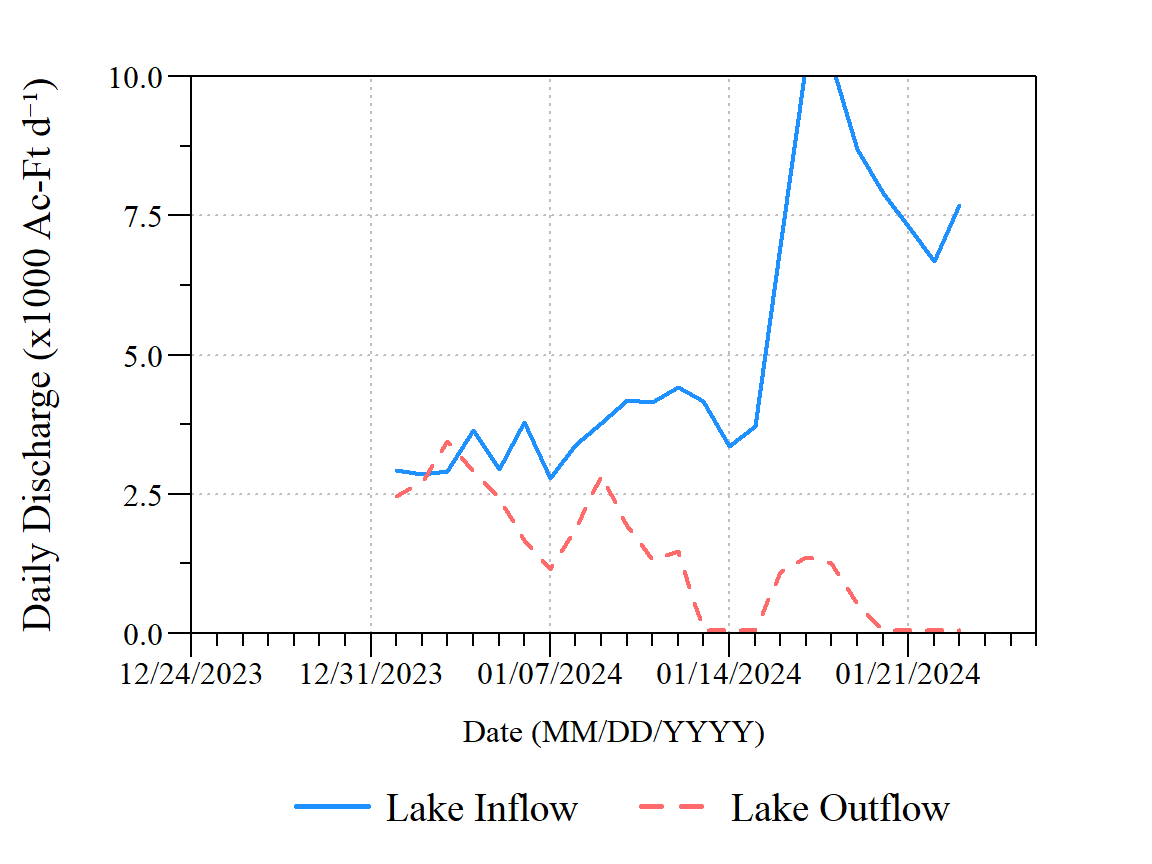 Daily Discharge (x1000 Ac-Ft d⁻¹)
10.0
7.5
5.0
2.5
0.0
12/24/2023 12/31/2023 01/07/2024 01/14/2024 01/21/2024
Date (MM/DD/YYYY)
Lake Inflow Lake Outflow